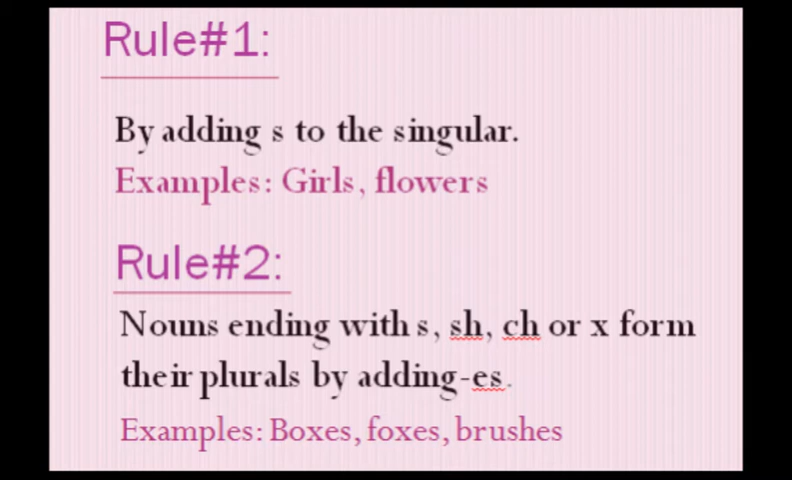 Rule#1:
By adding s to the singular.
Examples: Girls, flowers
Rule#2:
Nouns ending with s, sh, ch or x form
their plurals by adding-es.
Examples: Boxes, foxes, brushes